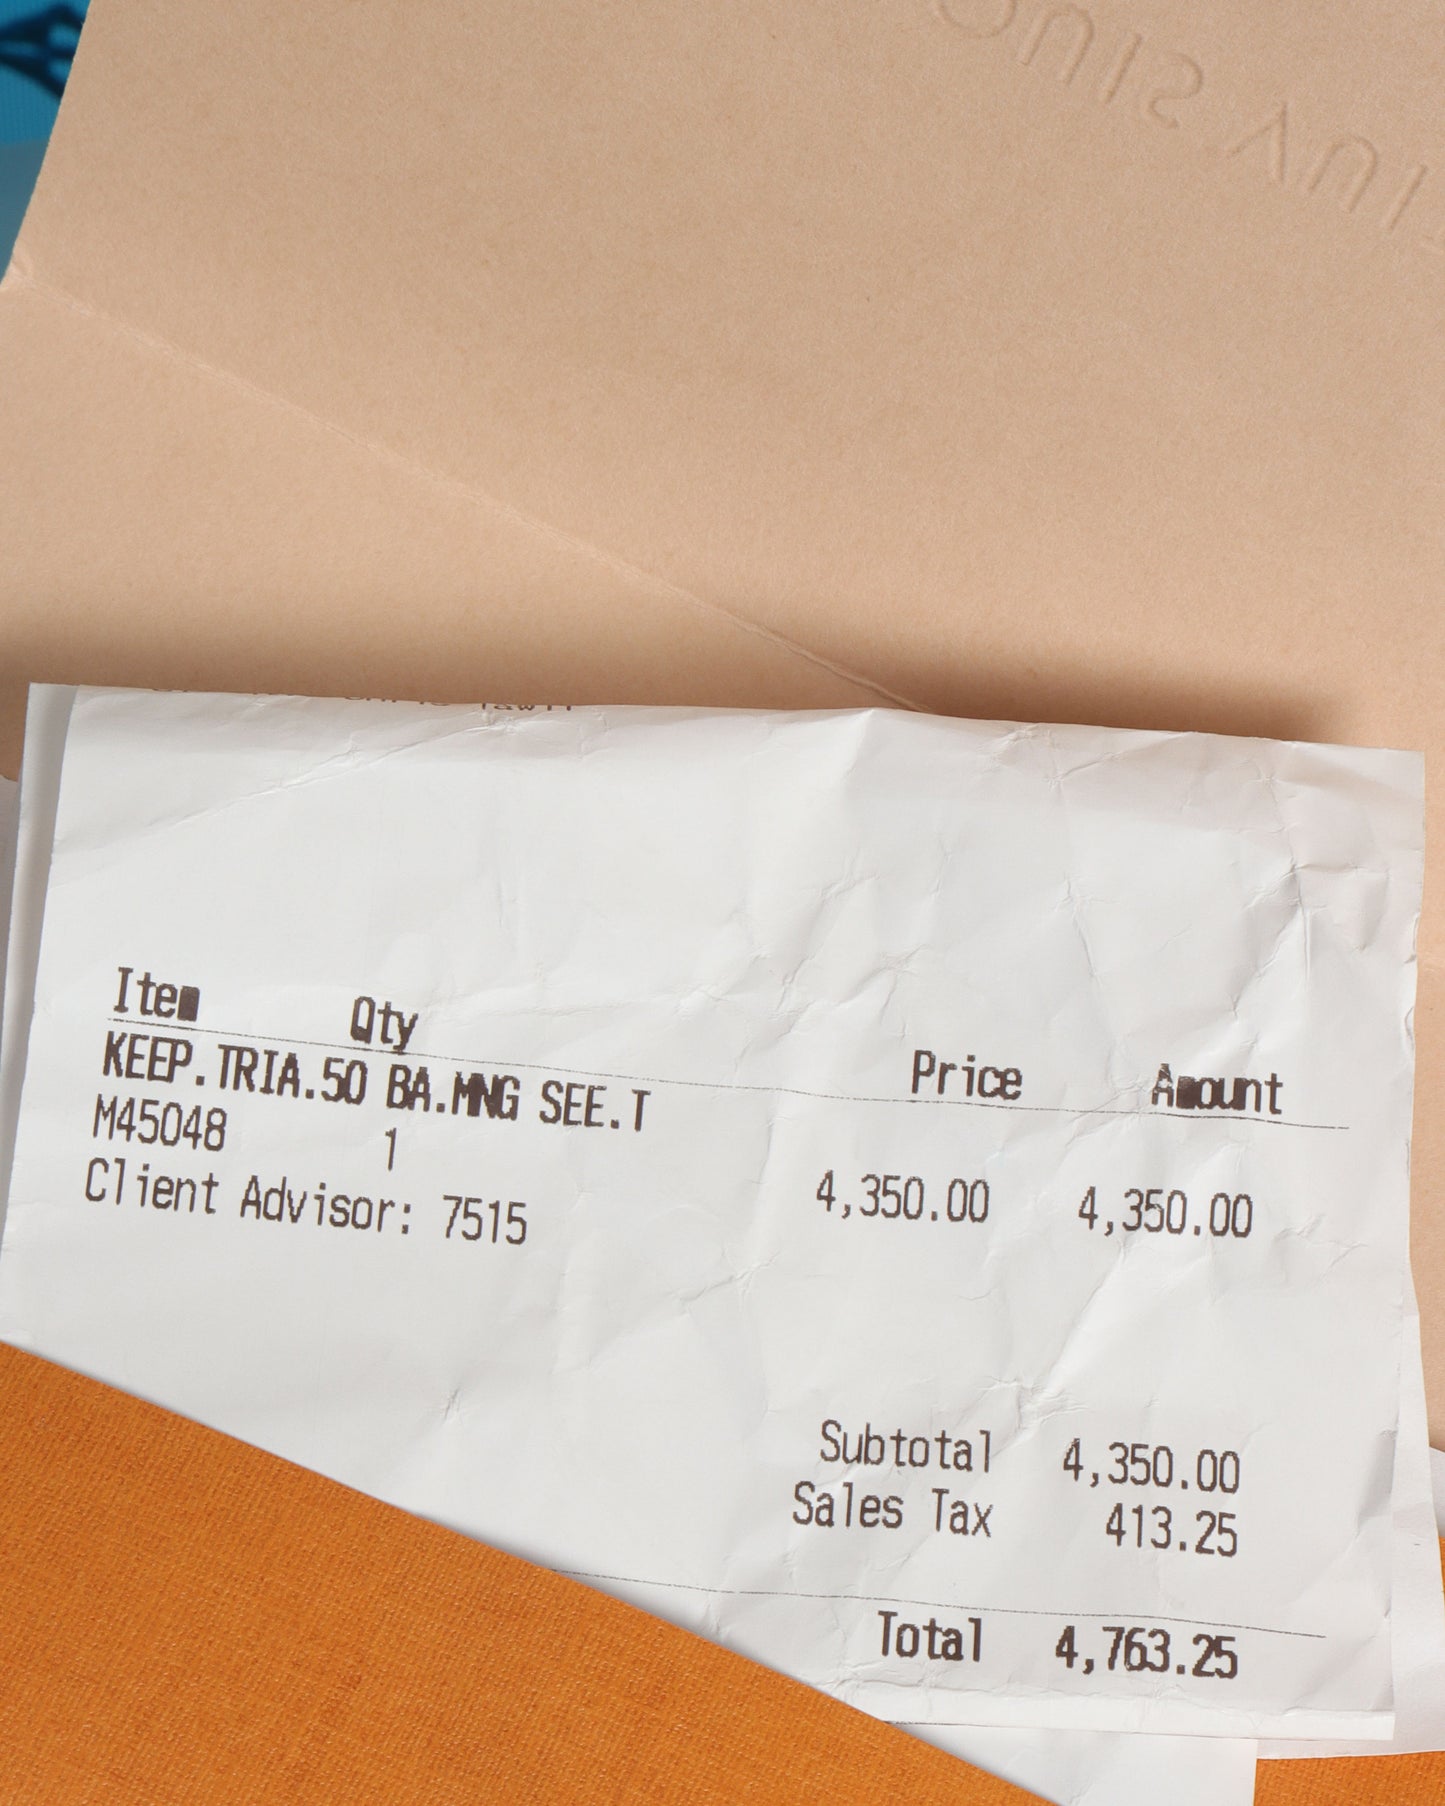 Item Qty Price Amount
KEEP.TRIA.50 BA.MNG SEE.T
M45048 1 4,350.00 4,350.00
Client Advisor: 7515
Subtotal 4,350.00
Sales Tax 413.25
Total 4,763.25